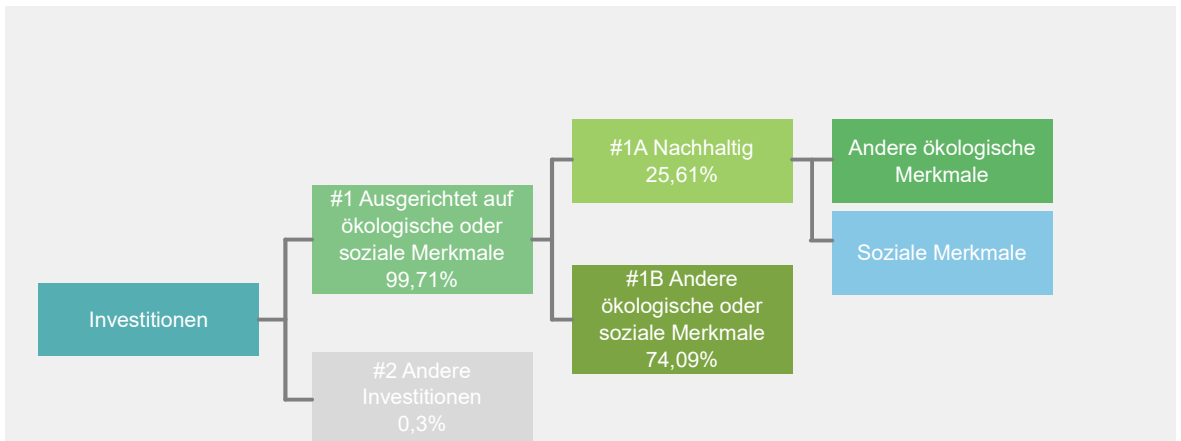 Investitionen
#1 Ausgerichtet auf
ökologische oder
soziale Merkmale
99,71%
#2 Andere
Investitionen
0,3%
#1A Nachhaltig
25,61%
#1B Andere
ökologische oder
soziale Merkmale
74,09%
Andere ökologische
Merkmale
Soziale Merkmale